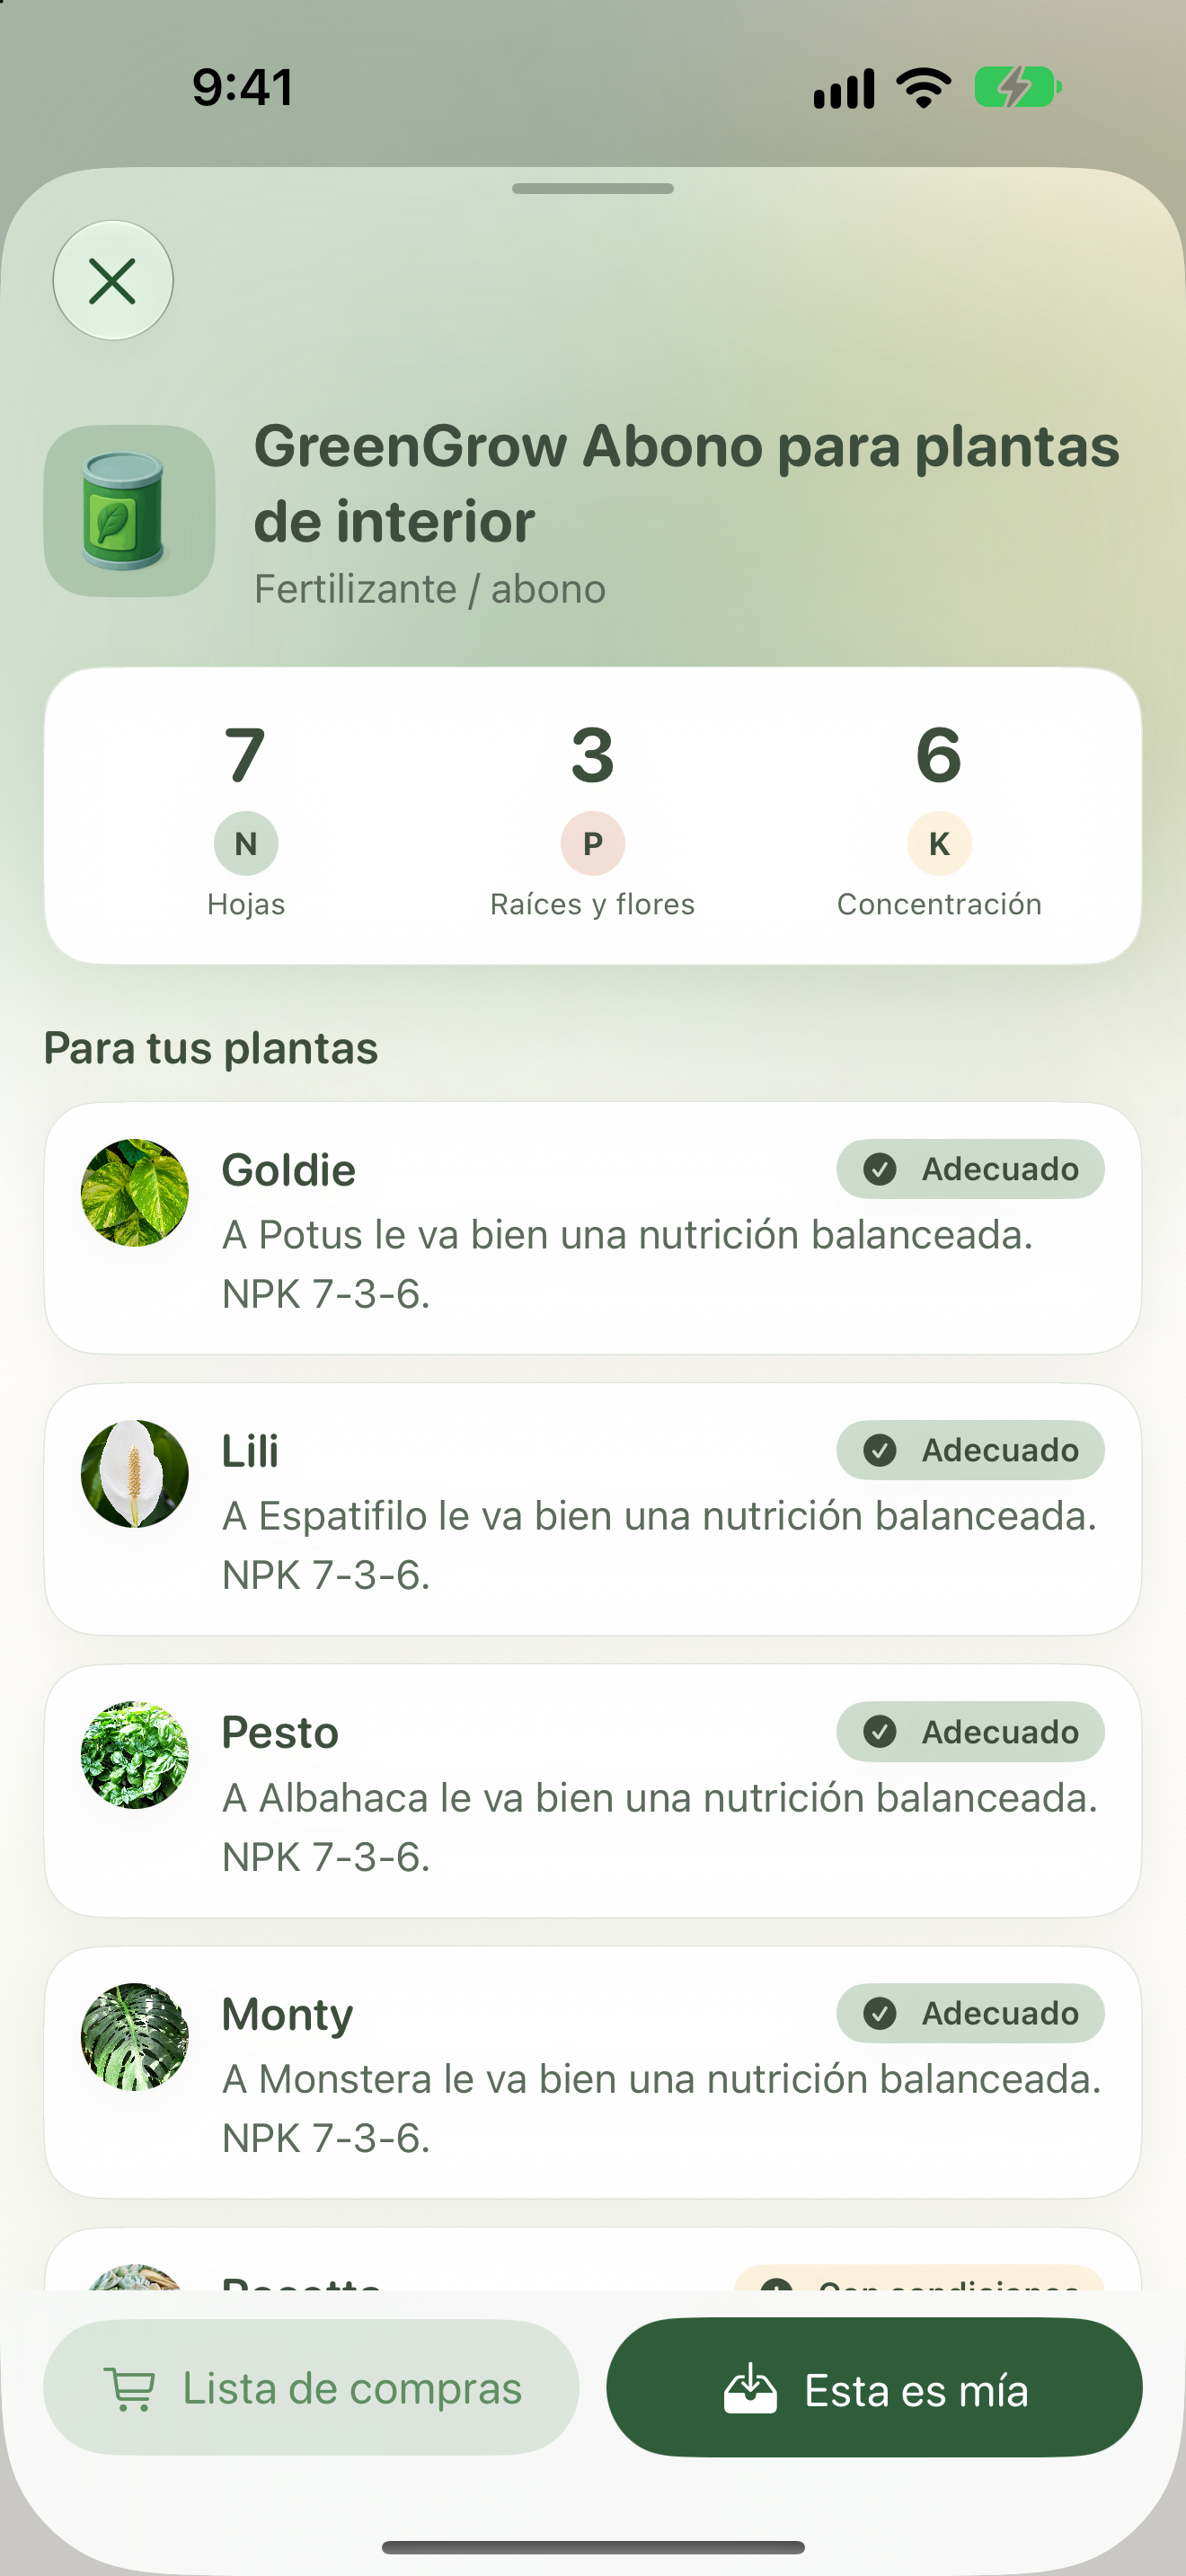 9:41
GreenGrow Abono para plantas
de interior
Fertilizante / abono
7
3
6
N
P
K
Hojas
Raíces y flores
Concentración
Para tus plantas
Goldie
Adecuado
A Potus le va bien una nutrición balanceada.
NPK 7-3-6.
Lili
Adecuado
A Espatifilo le va bien una nutrición balanceada.
NPK 7-3-6.
Pesto
Adecuado
A Albahaca le va bien una nutrición balanceada.
NPK 7-3-6.
Monty
Adecuado
A Monstera le va bien una nutrición balanceada.
NPK 7-3-6.
Lista de compras
Esta es mía